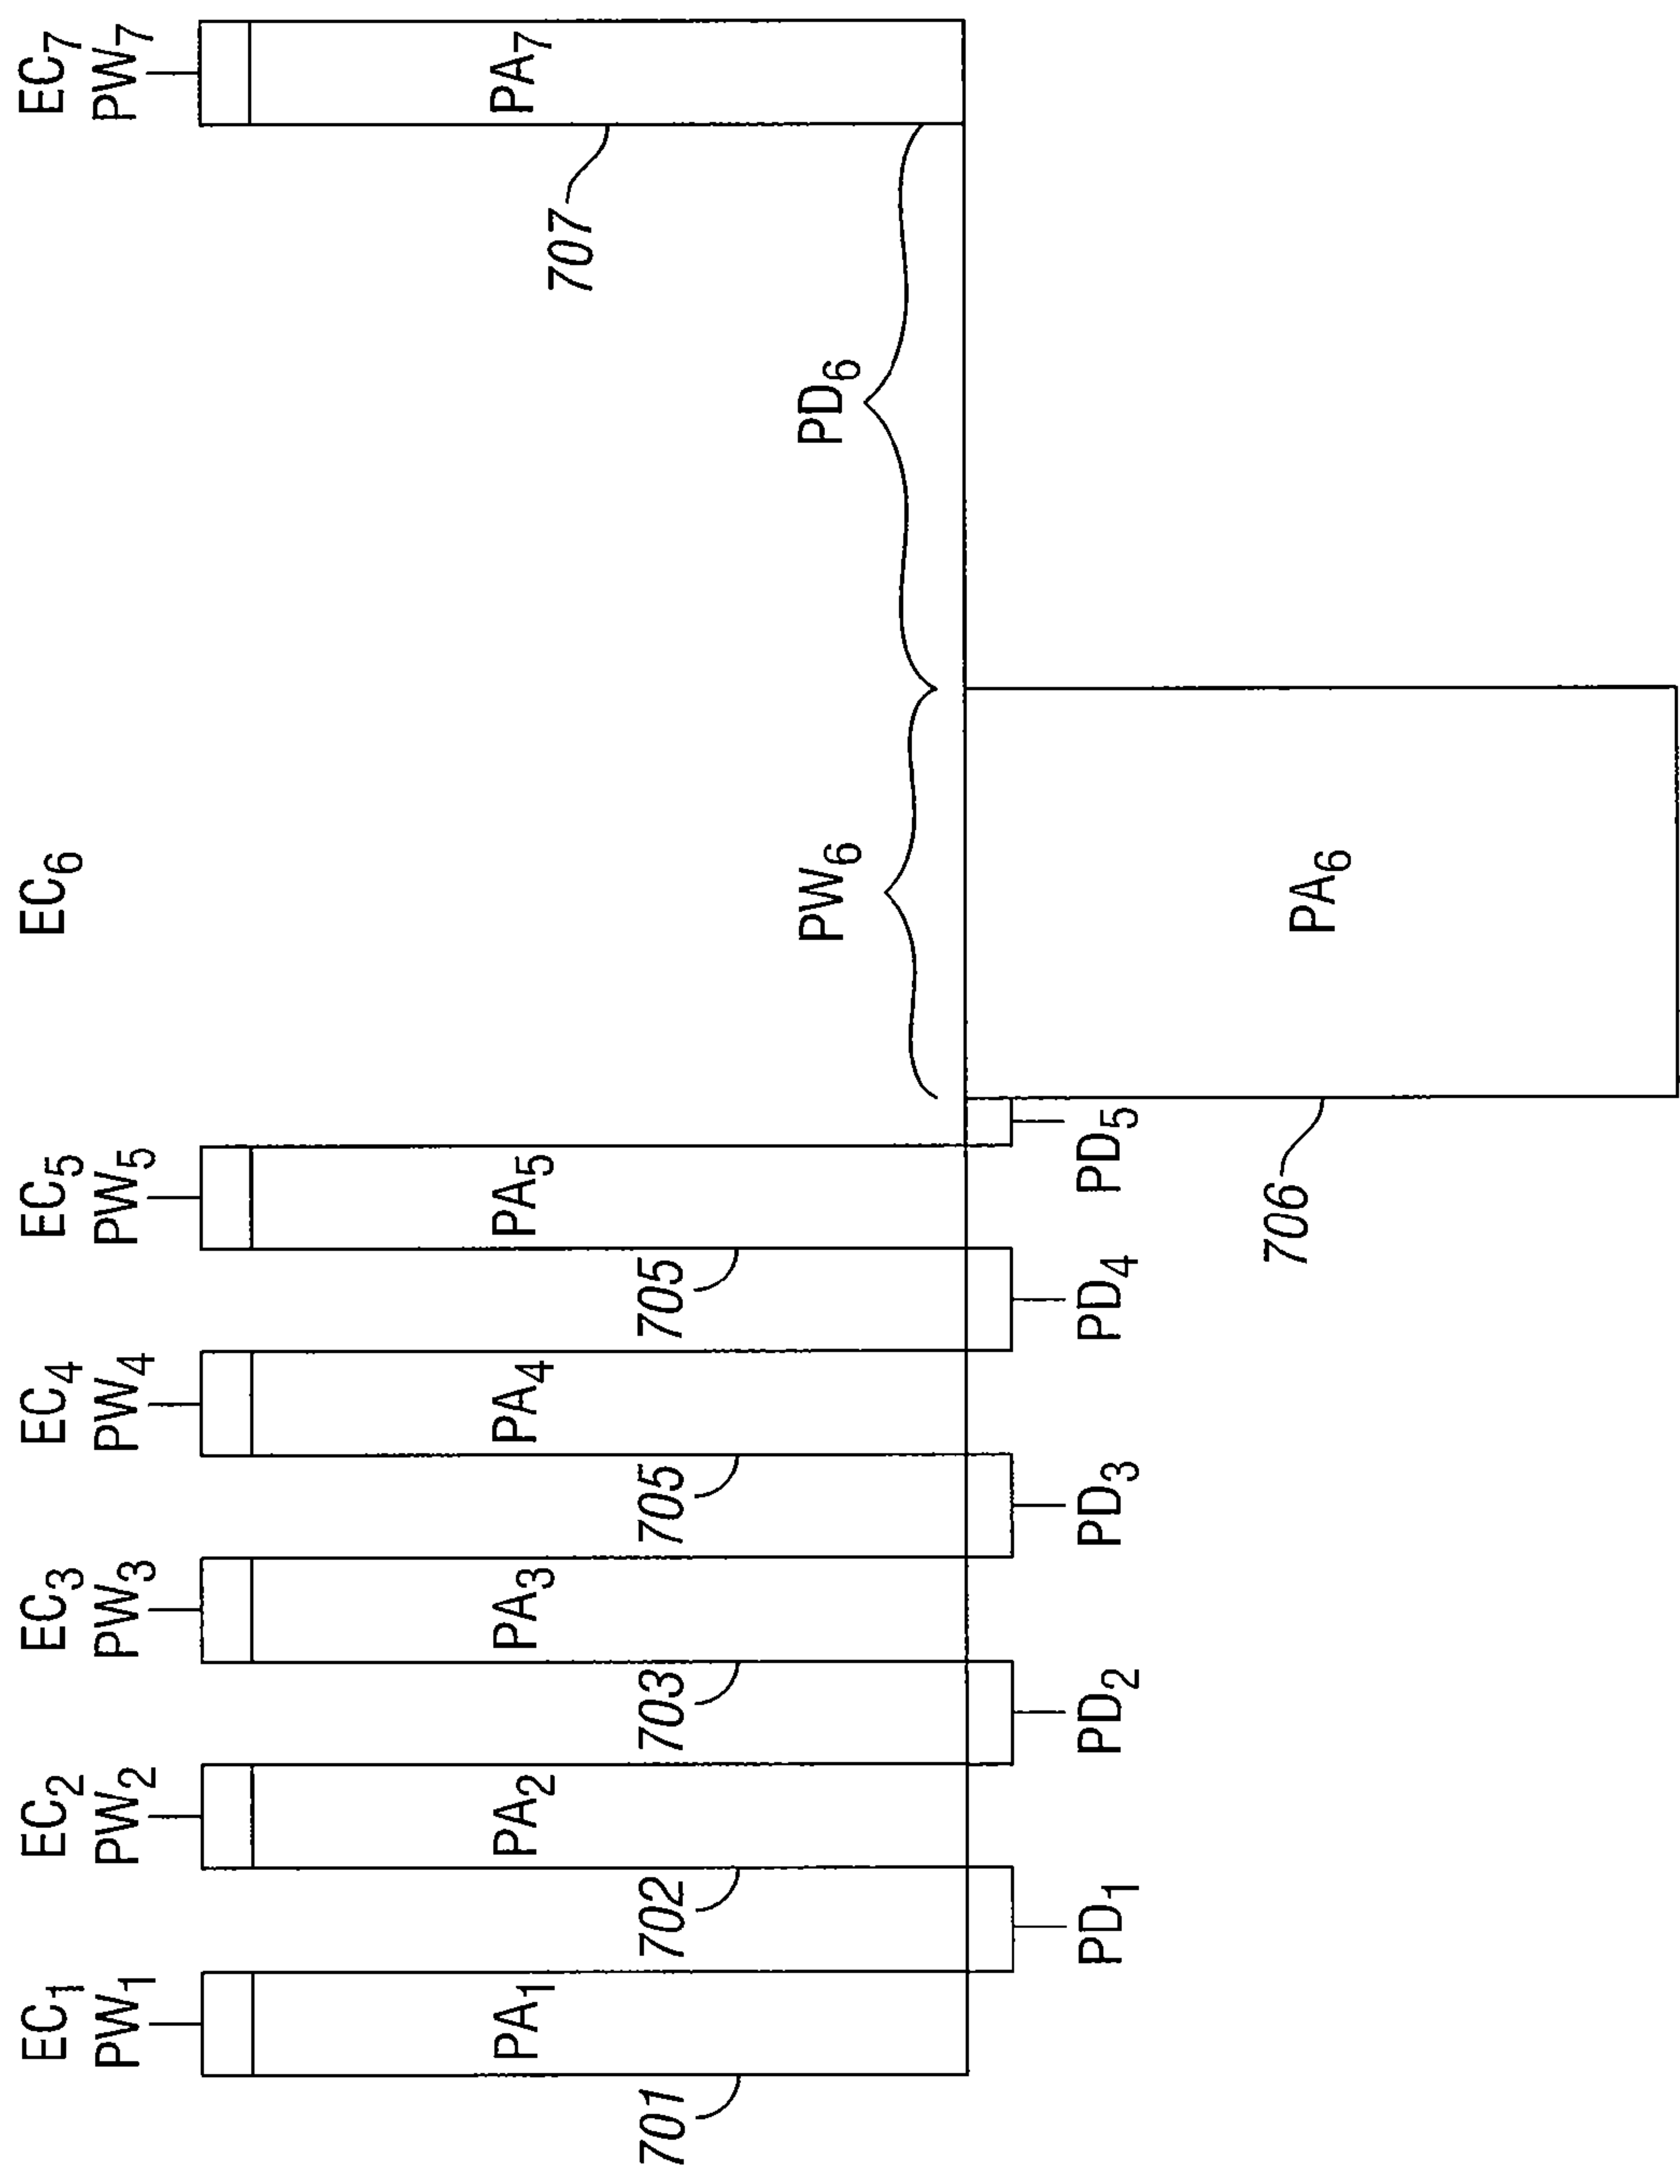 EC₁ EC₂ EC₃ EC₄ EC₅ EC₆ EC₇
PW₁ PW₂ PW₃ PW₄ PW₅ PW₇
PA₁ PA₂ PA₃ PA₄ PA₅ PA₇
707
701 702 703 705 705
PW₆ PD₆
PD₁ PD₂ PD₃ PD₄ PD₅
706
PA₆